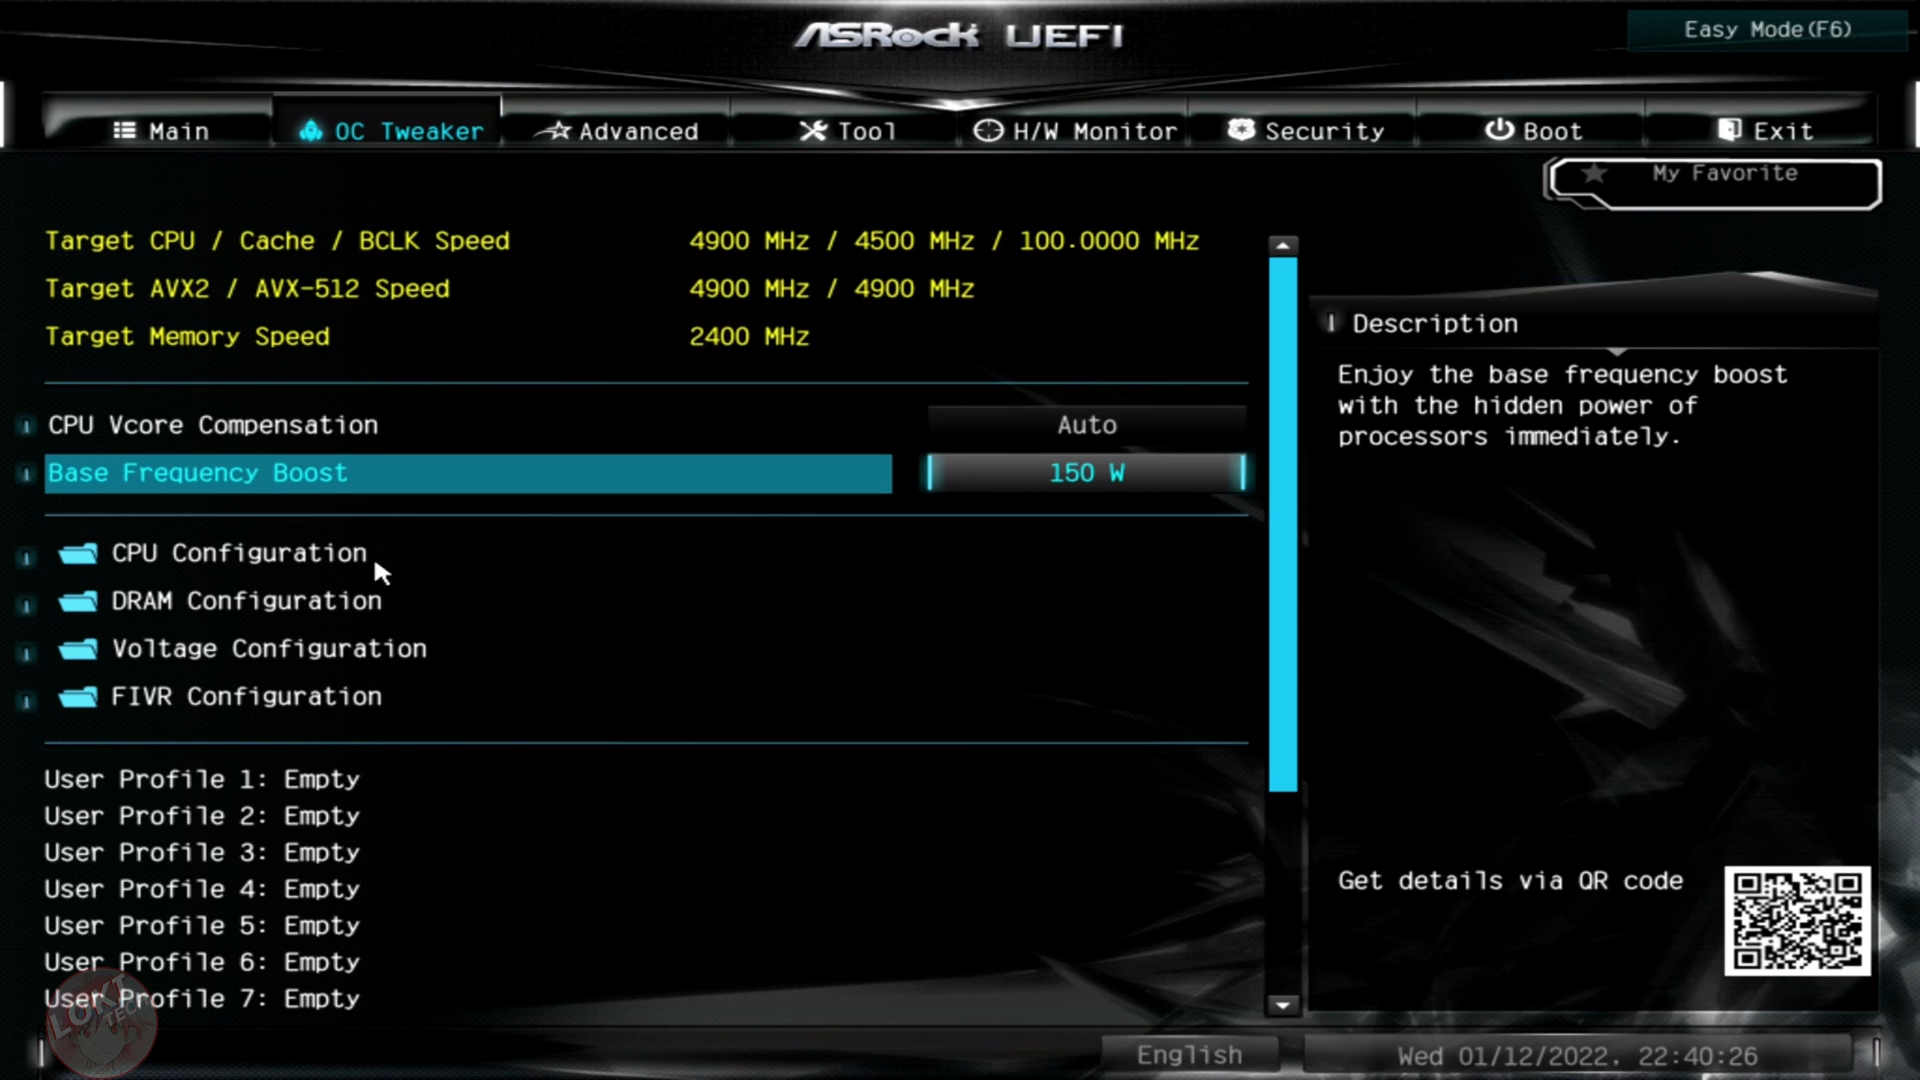 ASRock UEFI
Easy Mode(F6)
Main OC Tweaker Advanced Tool H/W Monitor Security Boot Exit
My Favorite
Target CPU / Cache / BCLK Speed 4900 MHz / 4500 MHz / 100.0000 MHz
Target AVX2 / AVX-512 Speed 4900 MHz / 4900 MHz
Target Memory Speed 2400 MHz
CPU Vcore Compensation Auto
Base Frequency Boost 150 W
CPU Configuration
DRAM Configuration
Voltage Configuration
FIVR Configuration
User Profile 1: Empty
User Profile 2: Empty
User Profile 3: Empty
User Profile 4: Empty
User Profile 5: Empty
User Profile 6: Empty
User Profile 7: Empty
Description
Enjoy the base frequency boost
with the hidden power of
processors immediately.
Get details via QR code
LOKI
TECH
English
Wed 01/12/2022, 22:40:26